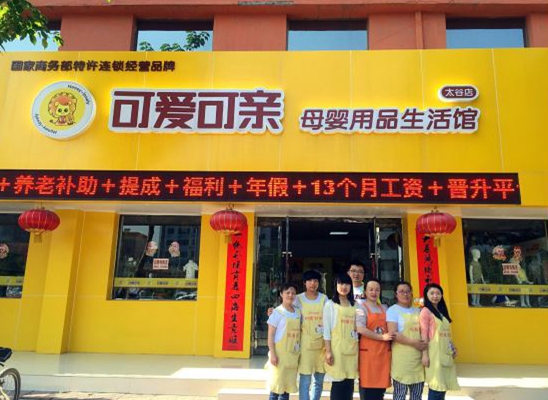 国家商务部特许连锁经营品牌
可爱可亲
母婴用品生活馆
太谷店
+养老补助+提成+福利+年假+13个月工资+晋升平